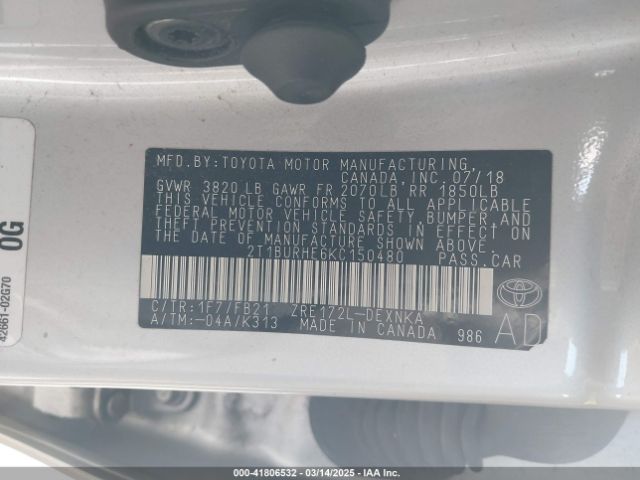 MFD.BY:TOYOTA MOTOR MANUFACTURING
CANADA,INC.07/18
GVWR 3820 LB GAWR FR 2070LB RR 1850LB
THIS VEHICLE CONFORMS TO ALL APPLICABLE
FEDERAL MOTOR VEHICLE SAFETY, BUMPER,AND
THEFT PREVENTION STANDARDS IN EFFECT ON
THE DATE OF MANUFACTURE SHOWN ABOVE.
2T1BURHE6KC150480 PASS.CAR
C/TR:1F7/FB21 ZRE172L-DEXNKA
A/TM:-04A/K313 MADE IN CANADA 986
AD
TOYOTA
0G
42661-02G70
000-41806532 - 03/14/2025 - IAA Inc.